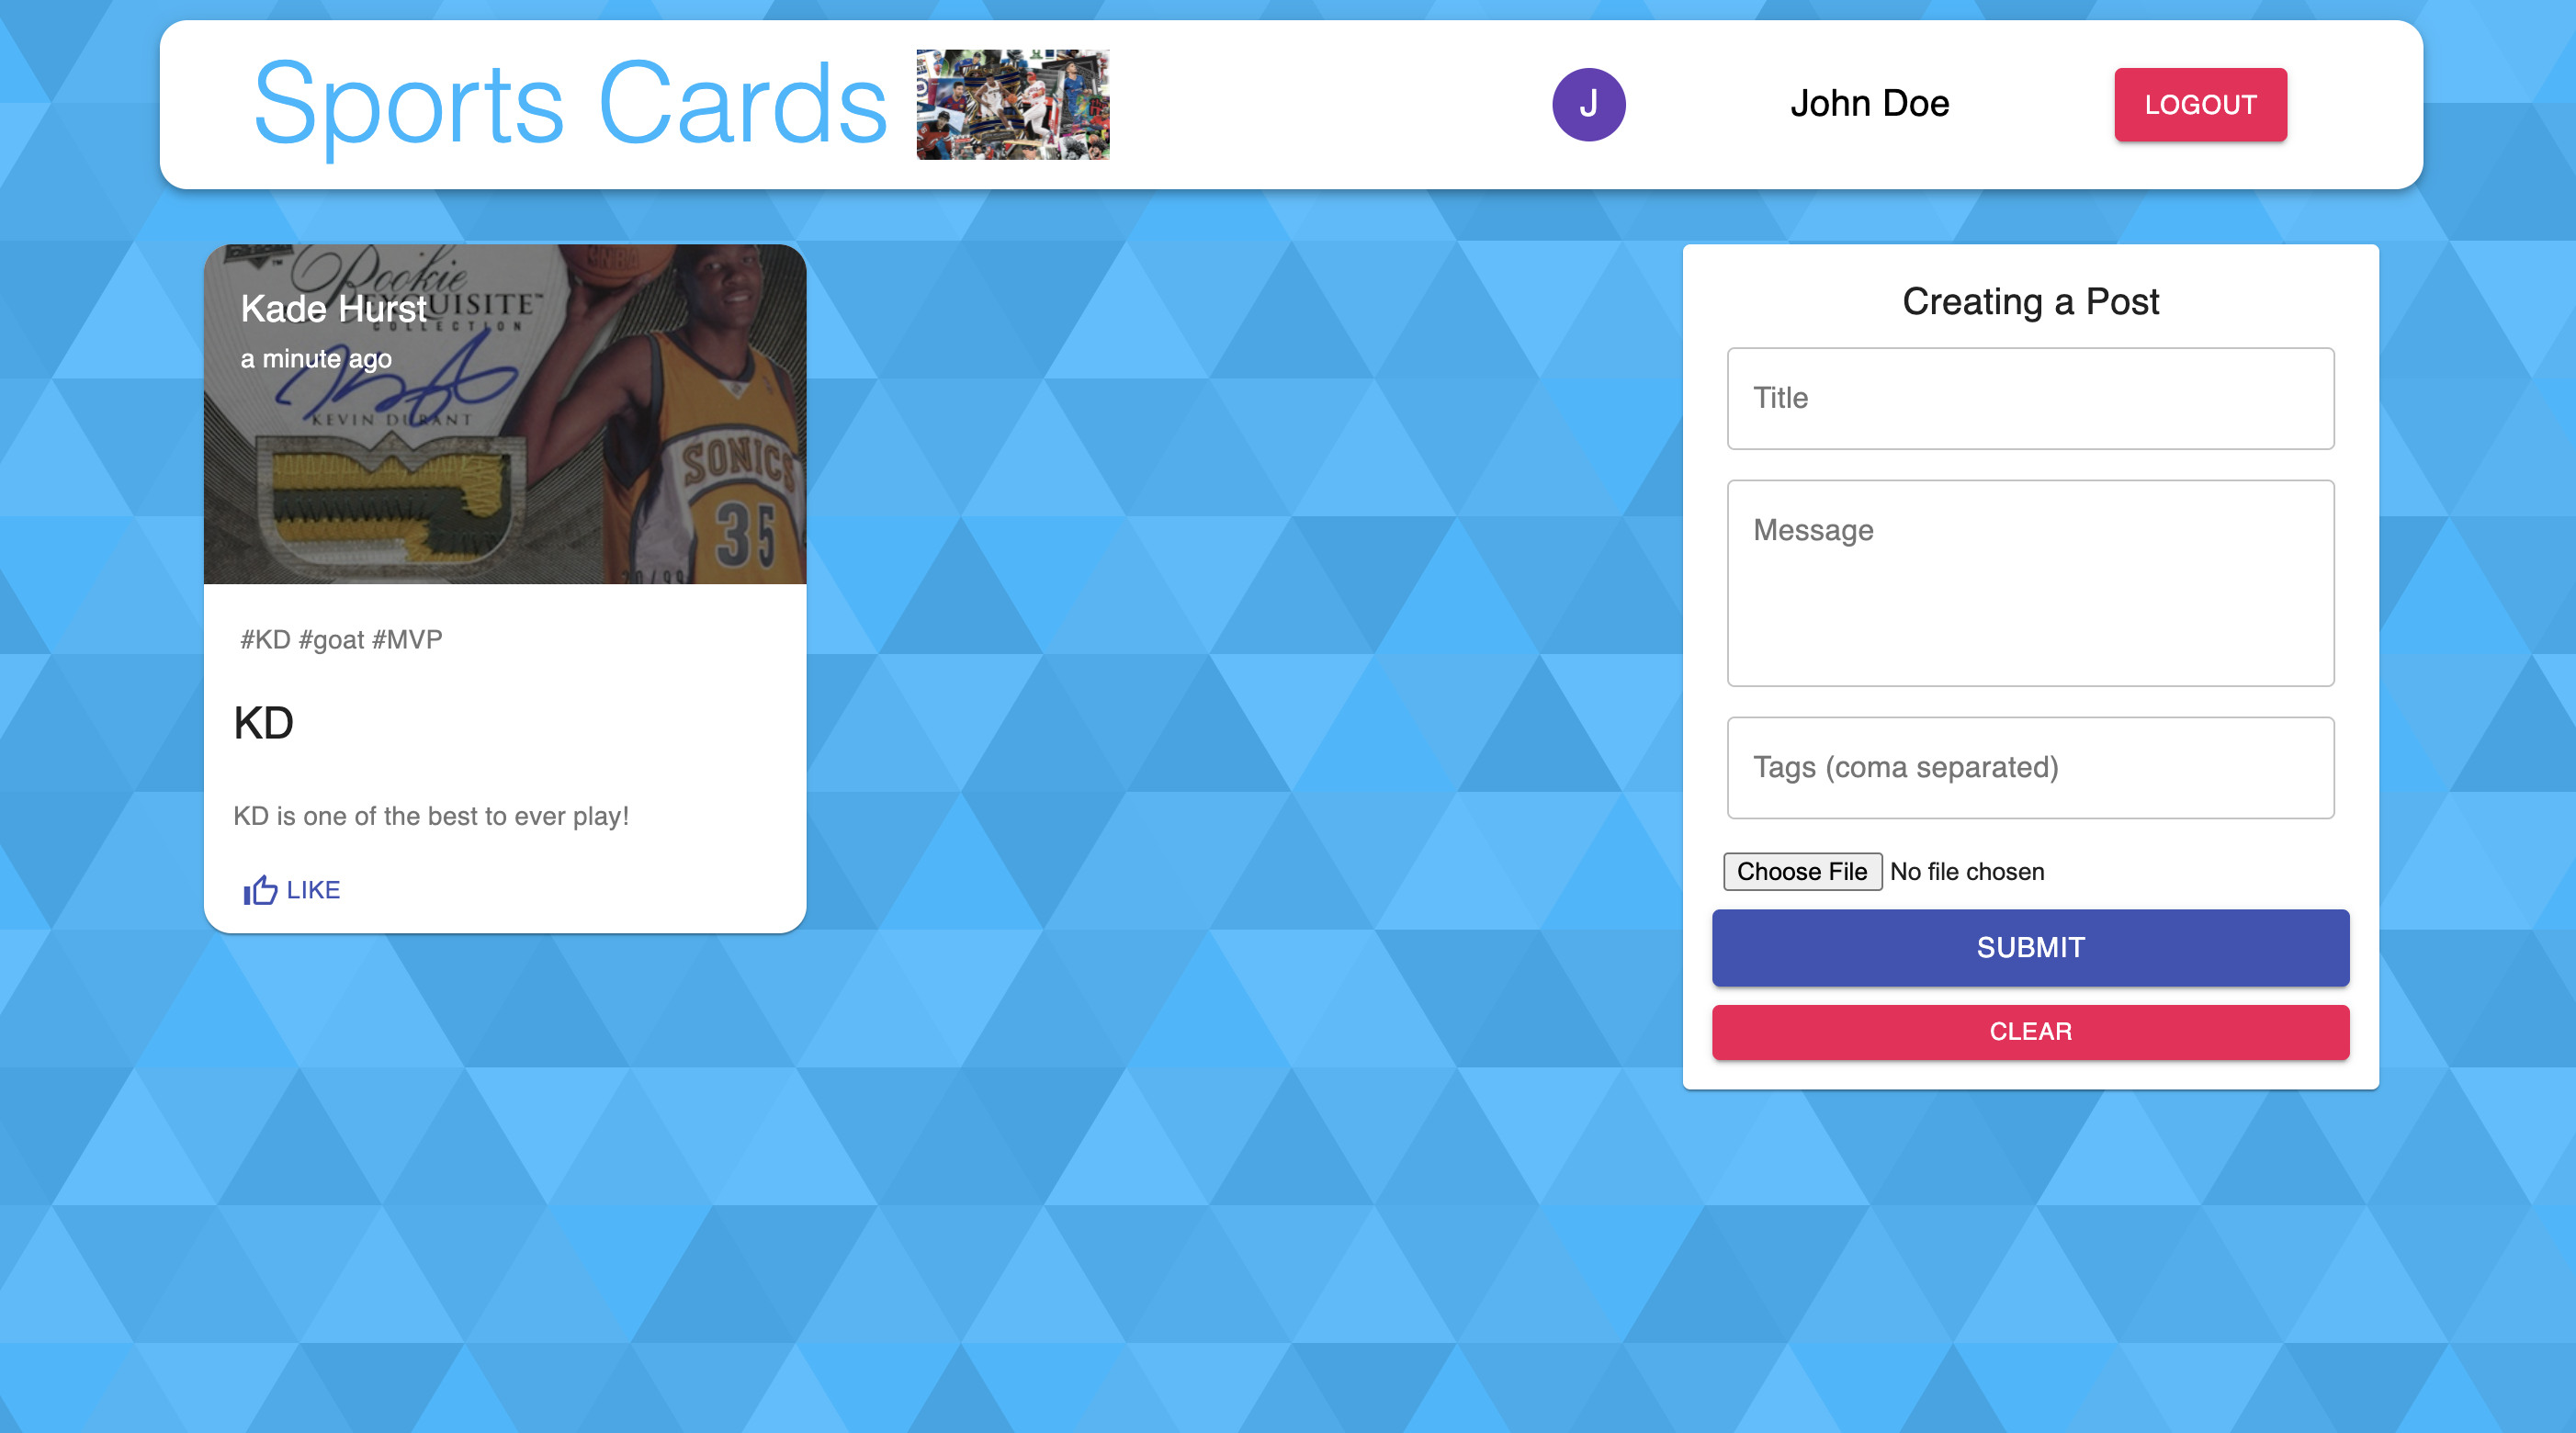 Sports Cards
J
John Doe
LOGOUT
Rookie
EXQUISITE™
COLLECTION
Kade Hurst
a minute ago
KEVIN DURANT
SONICS
35
#KD #goat #MVP
KD
KD is one of the best to ever play!
LIKE
Creating a Post
Title
Message
Tags (coma separated)
Choose File No file chosen
SUBMIT
CLEAR